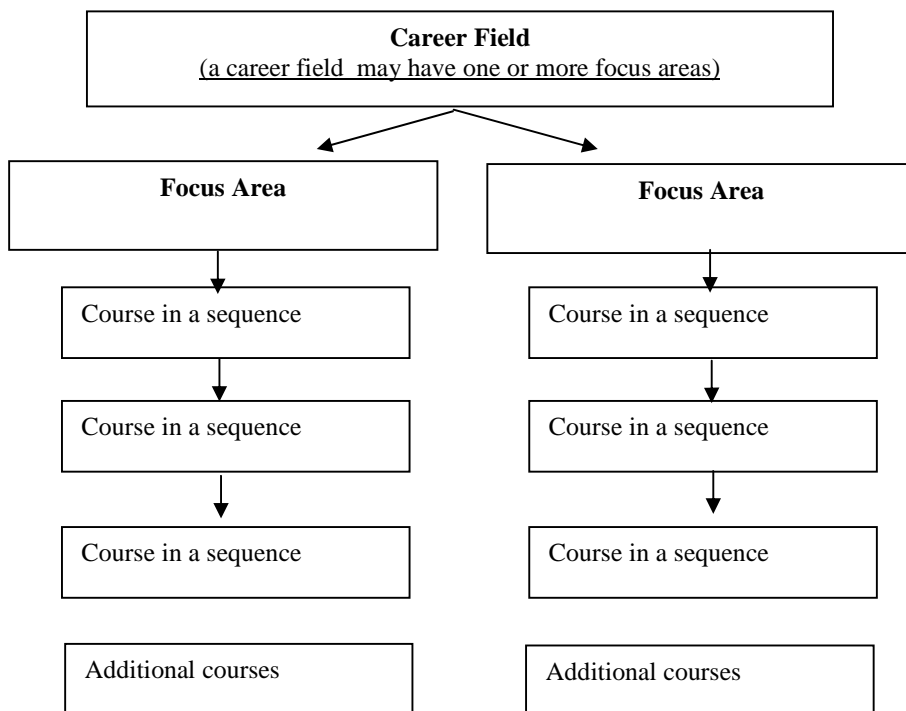 Career Field
(a career field  may have one or more focus areas)
Focus Area
Focus Area
Course in a sequence
Course in a sequence
Course in a sequence
Course in a sequence
Course in a sequence
Course in a sequence
Additional courses
Additional courses